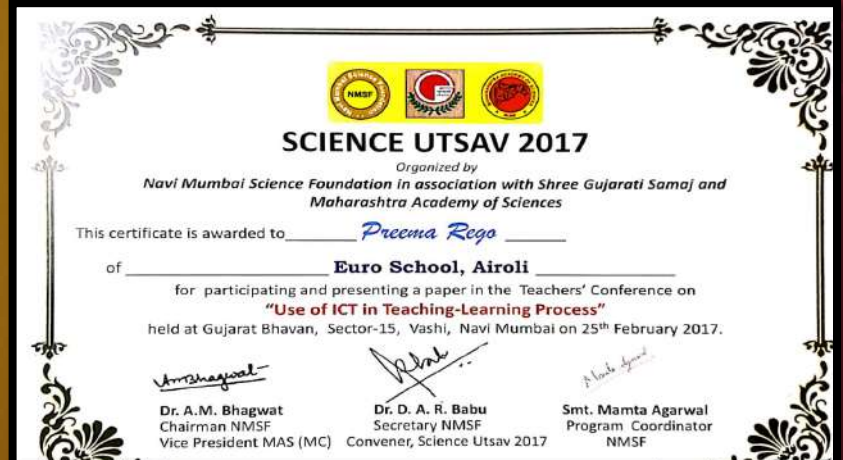 NMSF
SCIENCE UTSAV 2017
Organized by
Navi Mumbai Science Foundation in association with Shree Gujarati Samaj and
Maharashtra Academy of Sciences
This certificate is awarded to Preema Rego
of Euro School, Airoli
for participating and presenting a paper in the Teachers' Conference on
"Use of ICT in Teaching-Learning Process"
held at Gujarat Bhavan, Sector-15, Vashi, Navi Mumbai on 25th February 2017.
Dr. A.M. Bhagwat Dr. D. A. R. Babu Smt. Mamta Agarwal
Chairman NMSF Secretary NMSF Program Coordinator
Vice President MAS (MC) Convener, Science Utsav 2017 NMSF